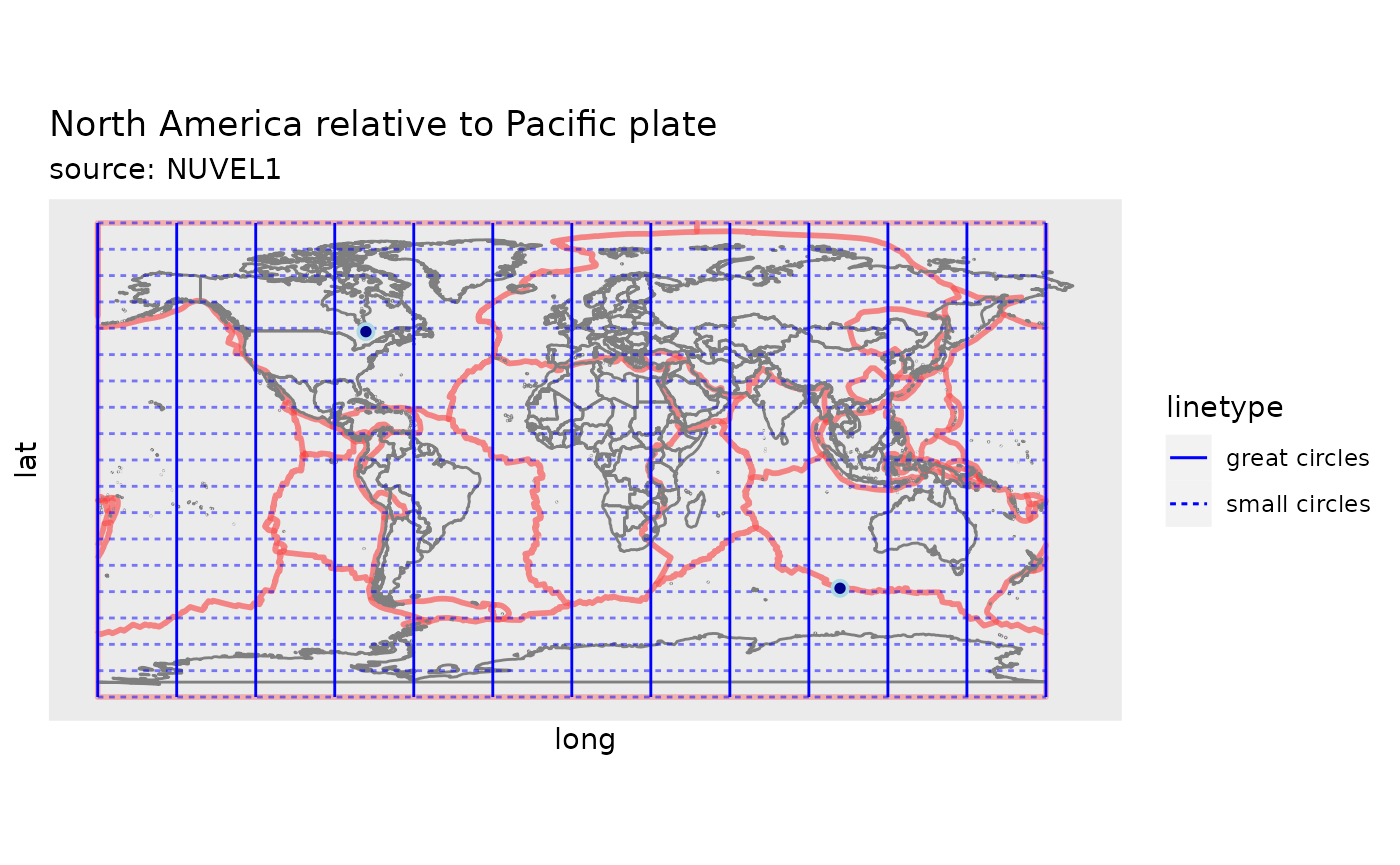 North America relative to Pacific plate
source: NUVEL1
lat
long
linetype
great circles
small circles